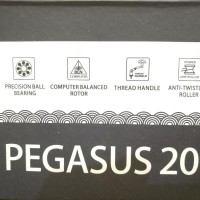 PRECISION BALL COMPUTER BALANCED THREAD HANDLE ANTI-TWIST
BEARING ROTOR ROLLER
PEGASUS 20